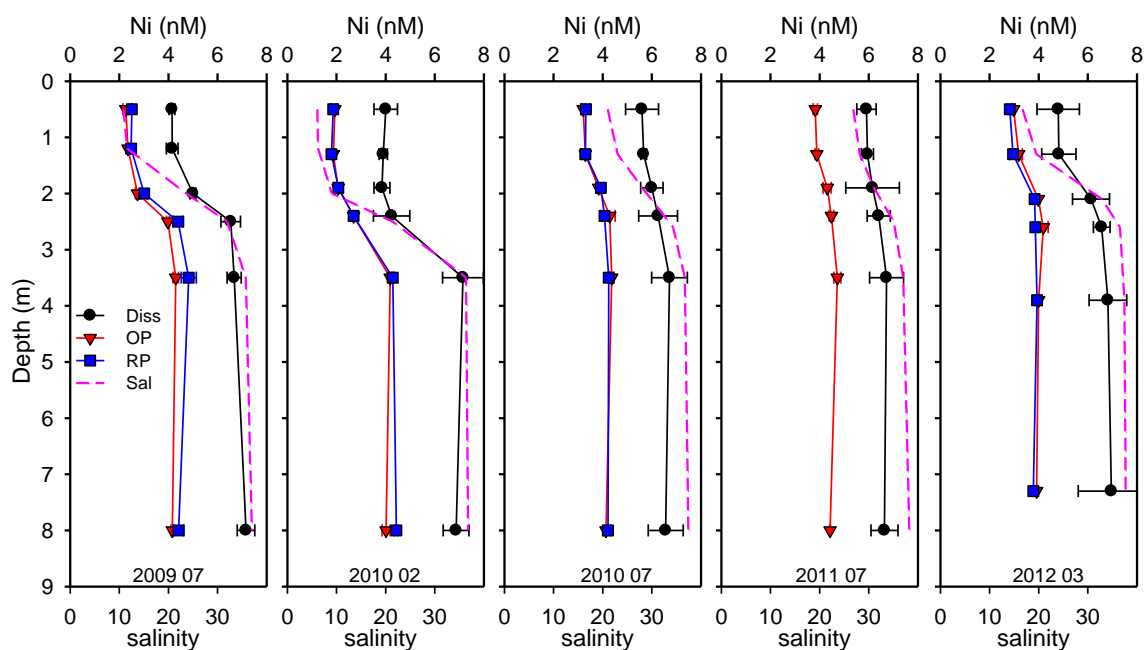 Ni (nM) Ni (nM) Ni (nM) Ni (nM) Ni (nM)
0 2 4 6 8 0 2 4 6 8 0 2 4 6 8 0 2 4 6 8 0 2 4 6 8
0
1
2
3
4
Diss
OP
RP
Sal
5
6
7
8
9
Depth (m)
2009 07 2010 02 2010 07 2011 07 2012 03
0 10 20 30 0 10 20 30 0 10 20 30 0 10 20 30 0 10 20 30
salinity salinity salinity salinity salinity